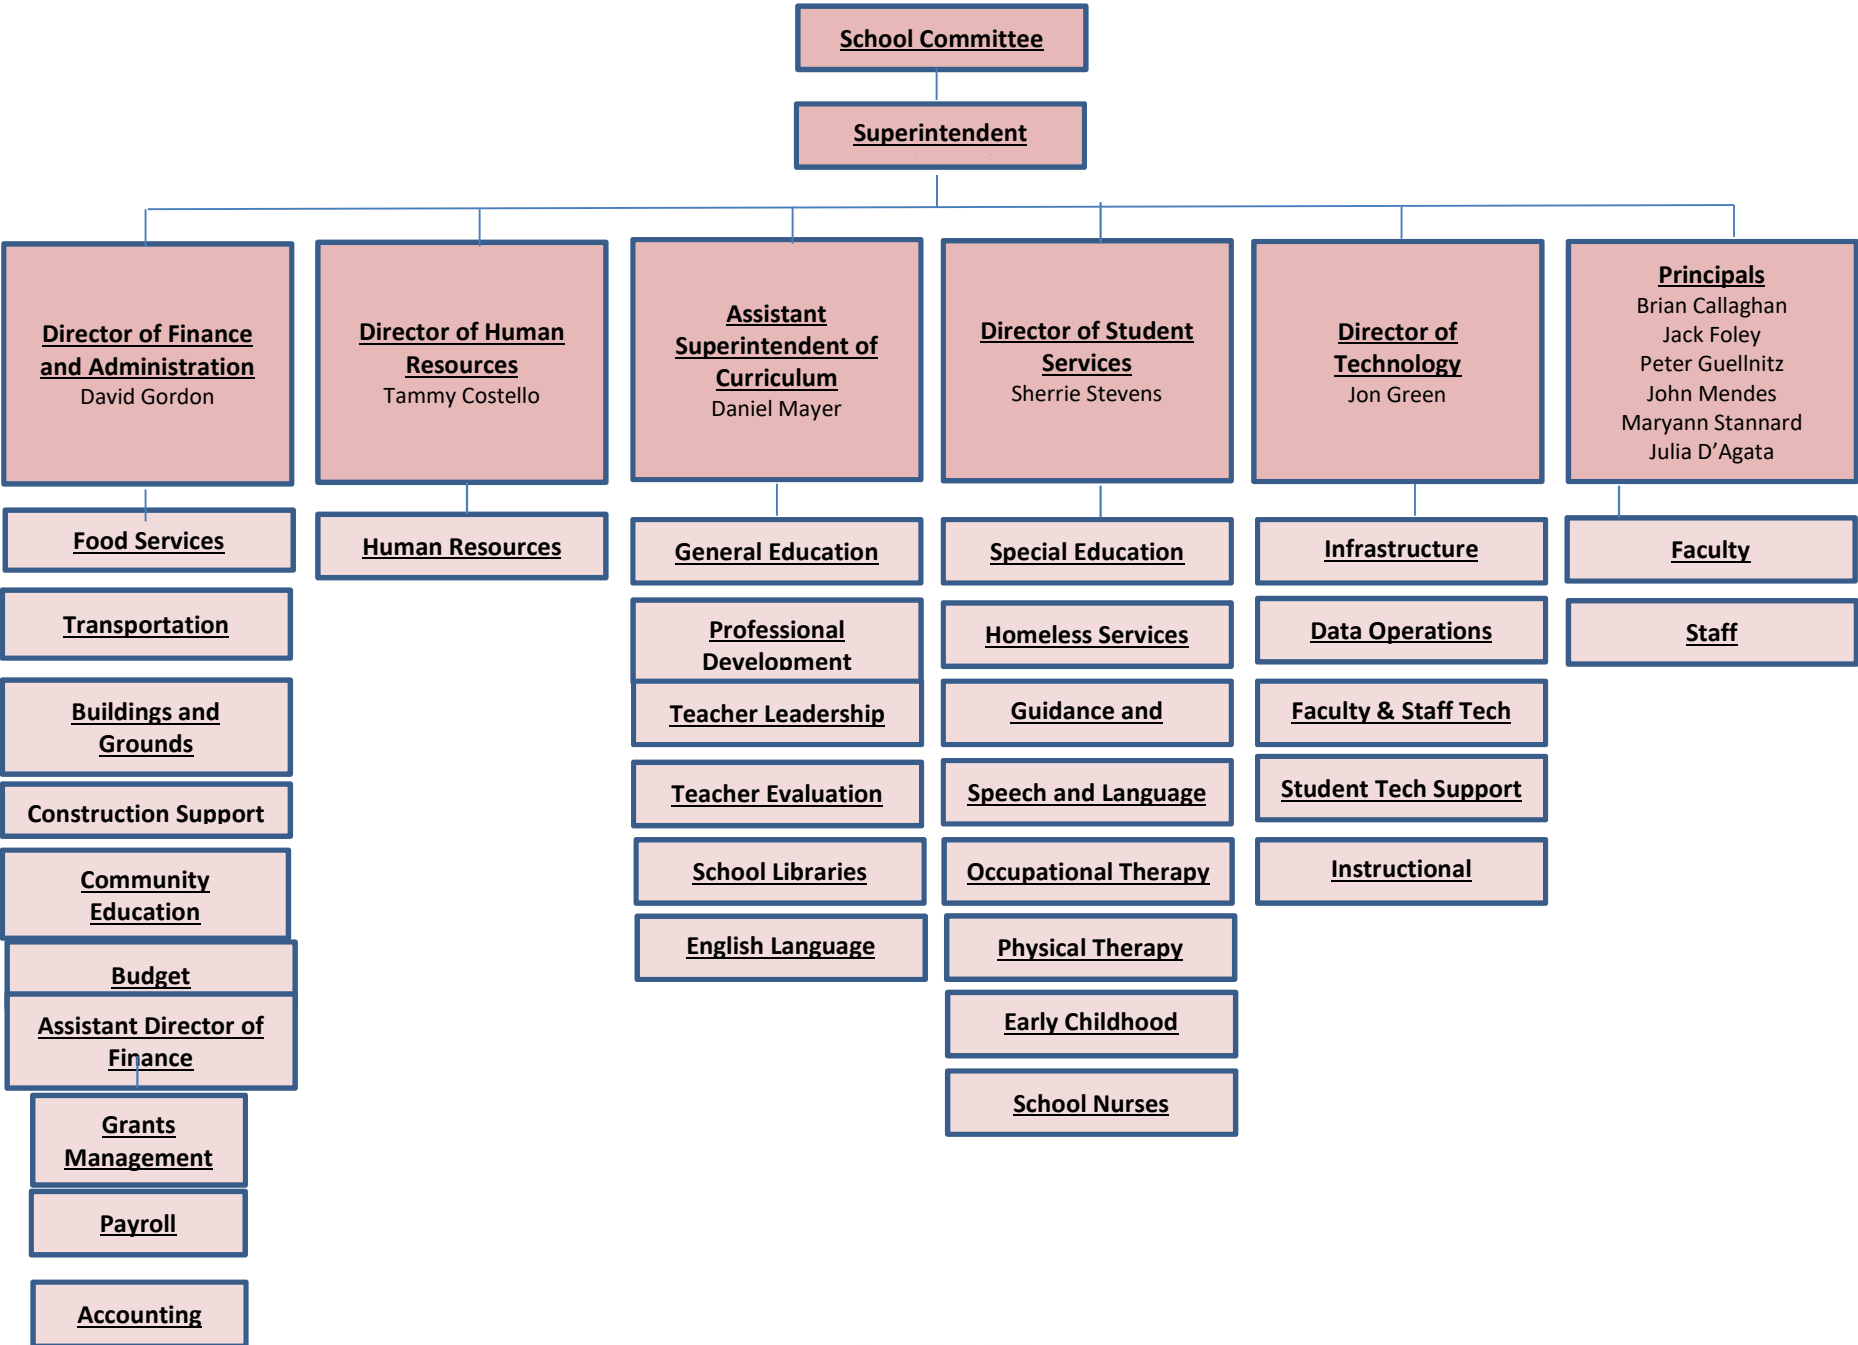 School Committee
Superintendent
Director of Finance
and Administration
David Gordon
Food Services
Transportation
Buildings and
Grounds
Construction Support
Community
Education
Budget
Assistant Director of
Finance
Grants
Management
Payroll
Accounting
Director of Human
Resources
Tammy Costello
Human Resources
Assistant
Superintendent of
Curriculum
Daniel Mayer
General Education
Professional
Development
Teacher Leadership
Teacher Evaluation
School Libraries
English Language
Director of Student
Services
Sherrie Stevens
Special Education
Homeless Services
Guidance and
Speech and Language
Occupational Therapy
Physical Therapy
Early Childhood
School Nurses
Director of
Technology
Jon Green
Infrastructure
Data Operations
Faculty & Staff Tech
Student Tech Support
Instructional
Principals
Brian Callaghan
Jack Foley
Peter Guellnitz
John Mendes
Maryann Stannard
Julia D’Agata
Faculty
Staff